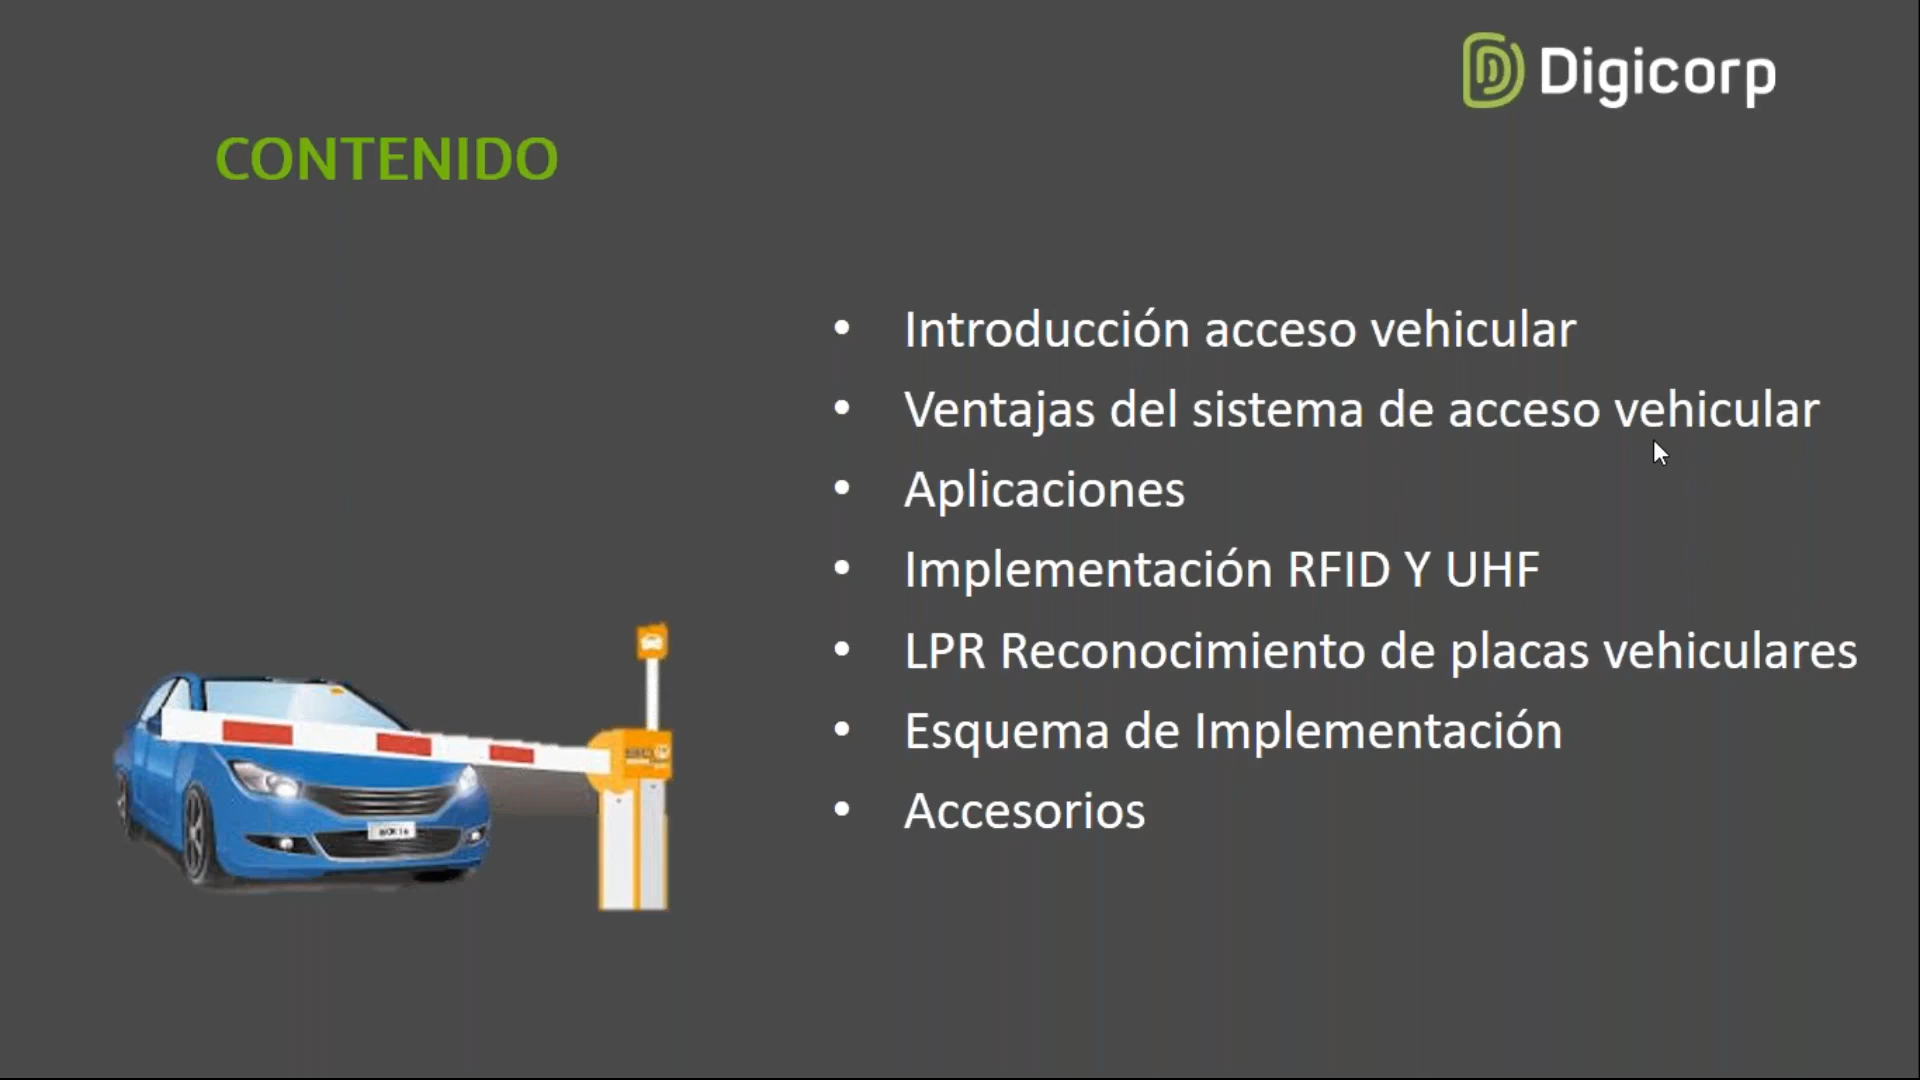 Digicorp
CONTENIDO
• Introducción acceso vehicular
• Ventajas del sistema de acceso vehicular
• Aplicaciones
• Implementación RFID Y UHF
• LPR Reconocimiento de placas vehiculares
• Esquema de Implementación
• Accesorios